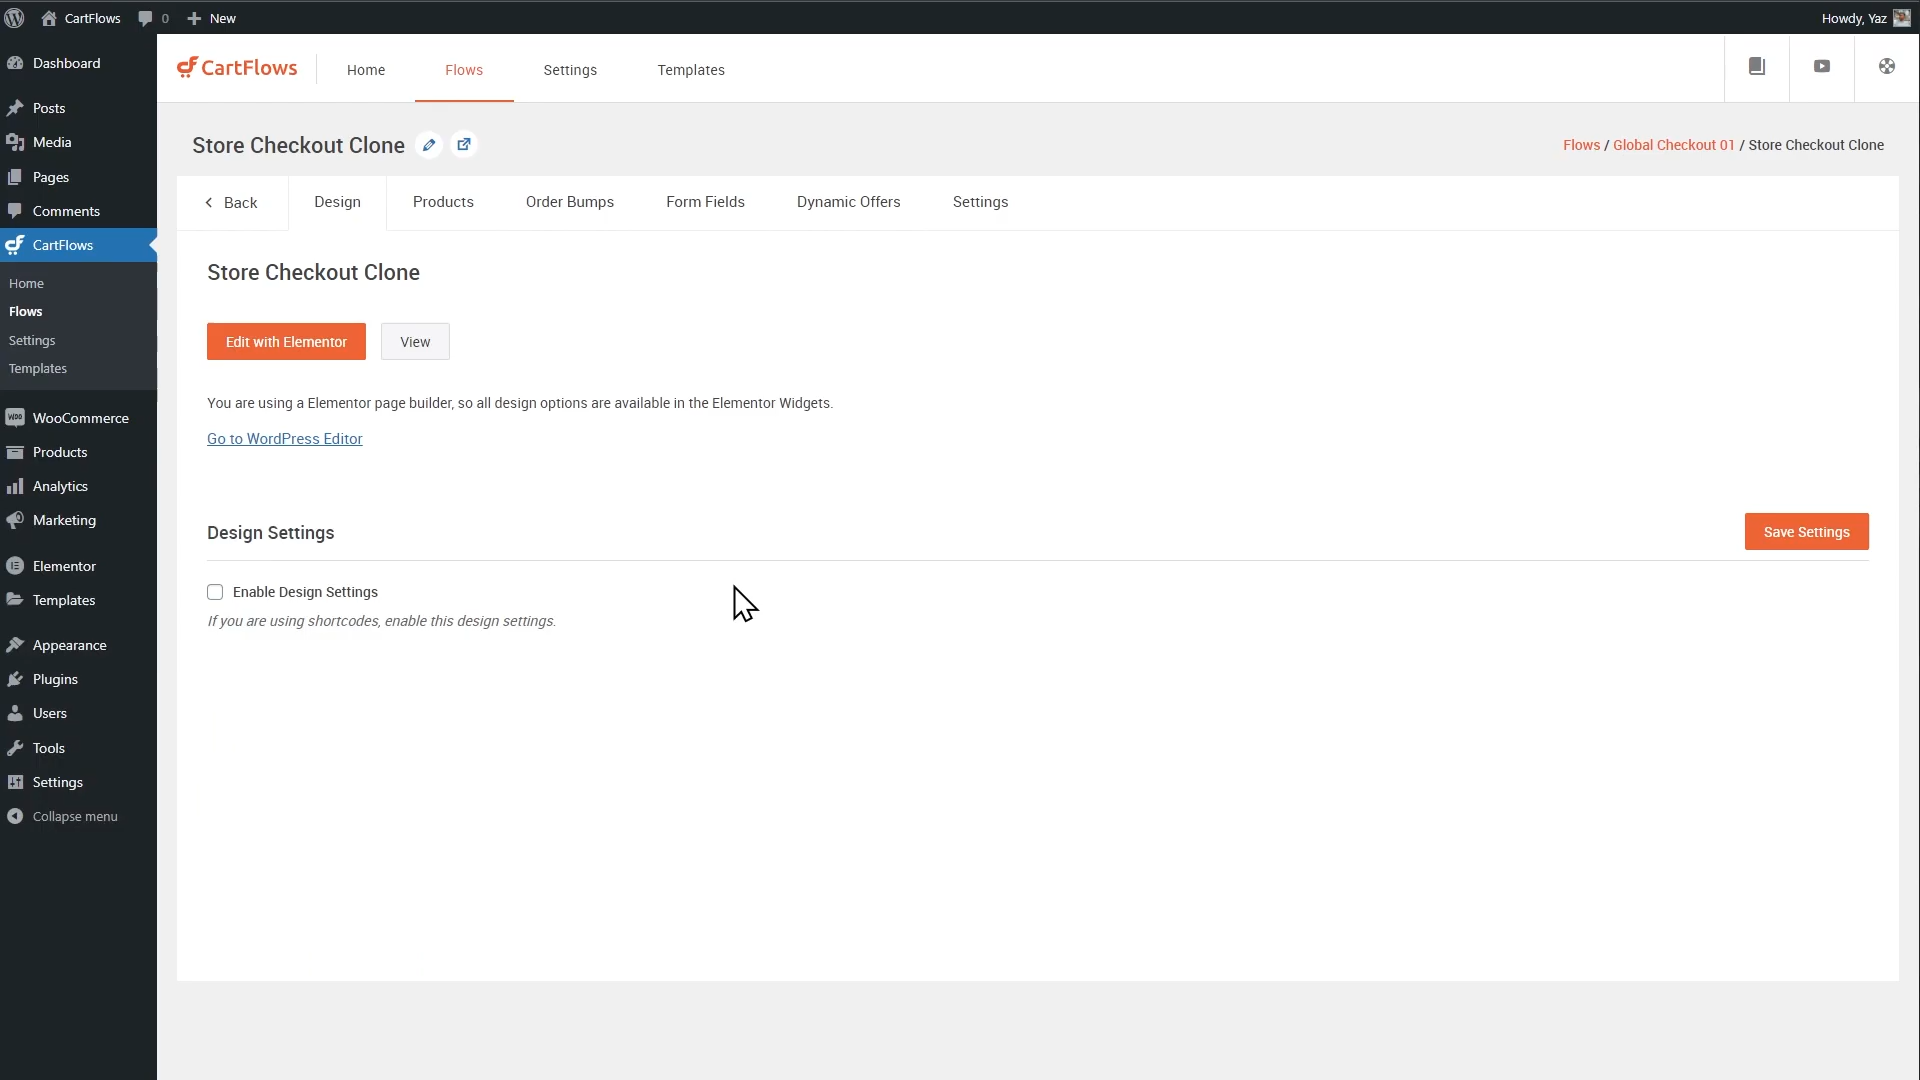 CartFlows 0 New Howdy, Yaz
Dashboard
Posts
Media
Pages
Comments
CartFlows
Home
Flows
Settings
Templates
WooCommerce
Products
Analytics
Marketing
Elementor
Templates
Appearance
Plugins
Users
Tools
Settings
Collapse menu
CartFlows Home Flows Settings Templates
Store Checkout Clone
Flows / Global Checkout 01 / Store Checkout Clone
Back Design Products Order Bumps Form Fields Dynamic Offers Settings
Store Checkout Clone
Edit with Elementor View
You are using a Elementor page builder, so all design options are available in the Elementor Widgets.
Go to WordPress Editor
Design Settings Save Settings
Enable Design Settings
If you are using shortcodes, enable this design settings.